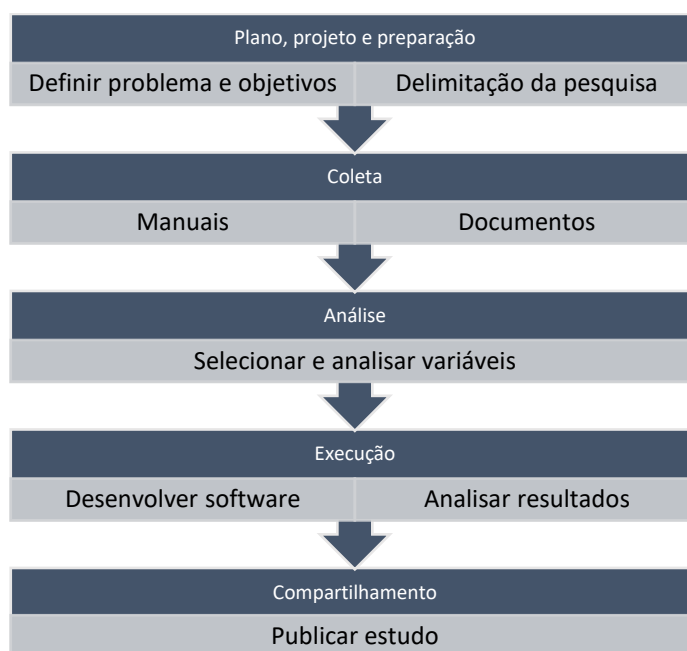 Plano, projeto e preparação
Definir problema e objetivos
Delimitação da pesquisa
Coleta
Manuais
Documentos
Análise
Selecionar e analisar variáveis
Execução
Desenvolver software
Analisar resultados
Compartilhamento
Publicar estudo